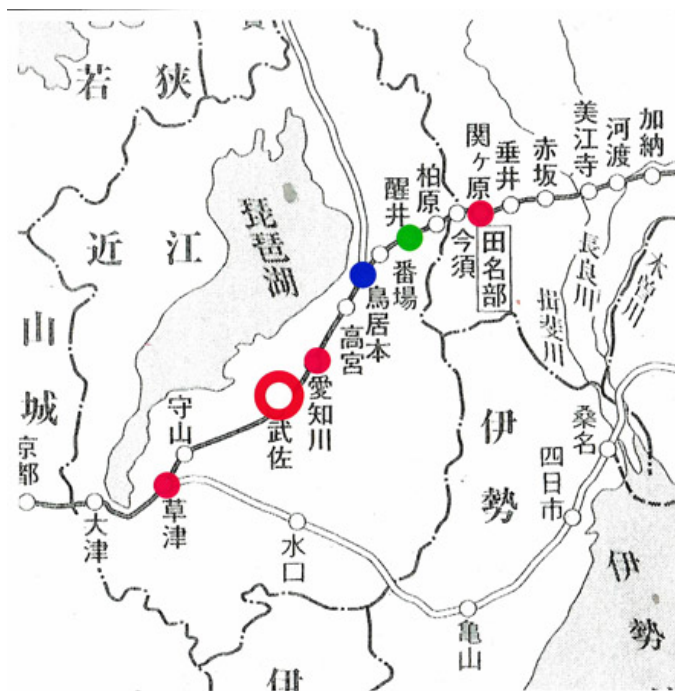 若狭
近江
山城
琵琶湖
加納
河渡
美江寺
赤坂
垂井
関ヶ原
柏原
醒井
今須
田名部
番場
鳥居本
高宮
愛知川
武佐
守山
草津
大津
京都
水口
亀山
四日市
桑名
長良川
木曽川
揖斐川
伊勢
伊勢
伊